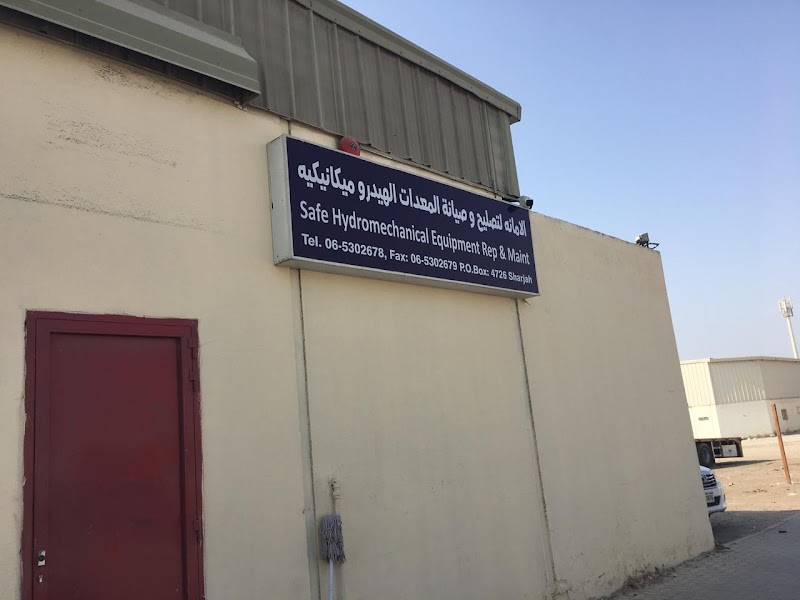 الامانه لتصليح و صيانة المعدات الهيدرو ميكانيكيه
Safe Hydromechanical Equipment Rep & Maint
Tel. 06-5302678, Fax: 06-5302679 P.O.Box: 4726 Sharjah